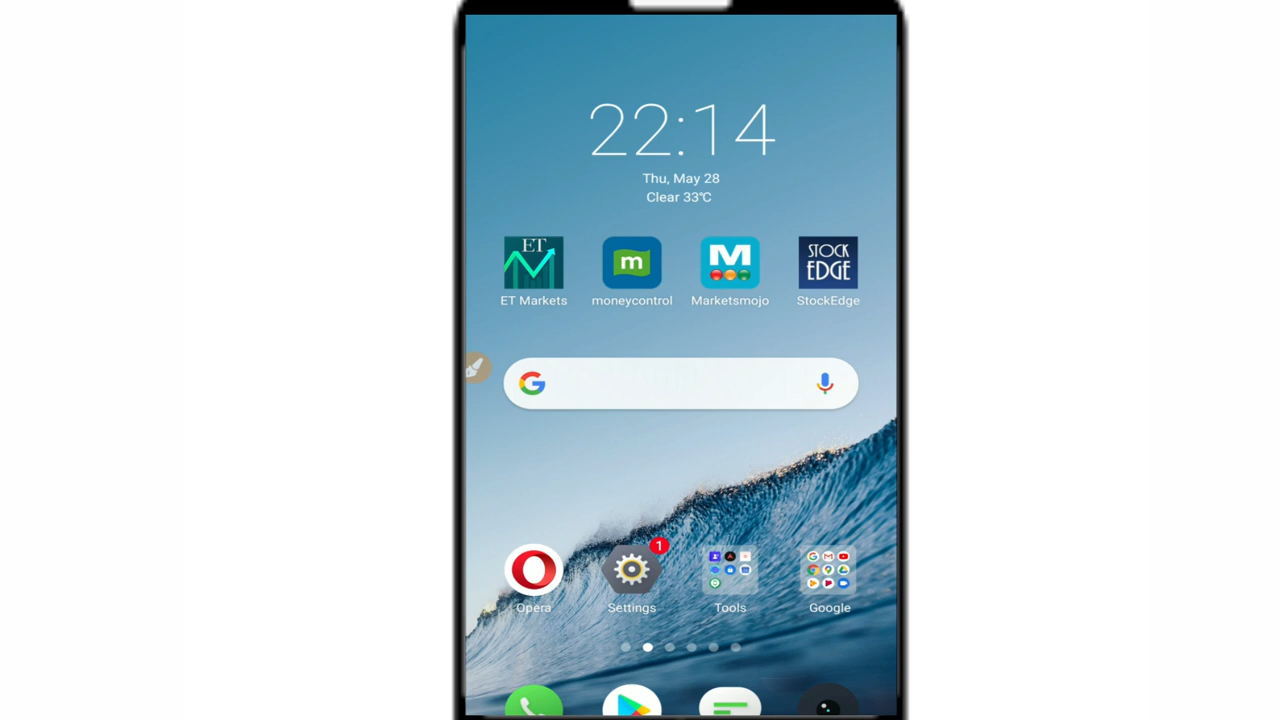 22:14
Thu, May 28
Clear 33°C
ET
m
M
STOCK
EDGE
ET Markets
moneycontrol
Marketsmojo
StockEdge
G
1
Opera
Settings
Tools
Google